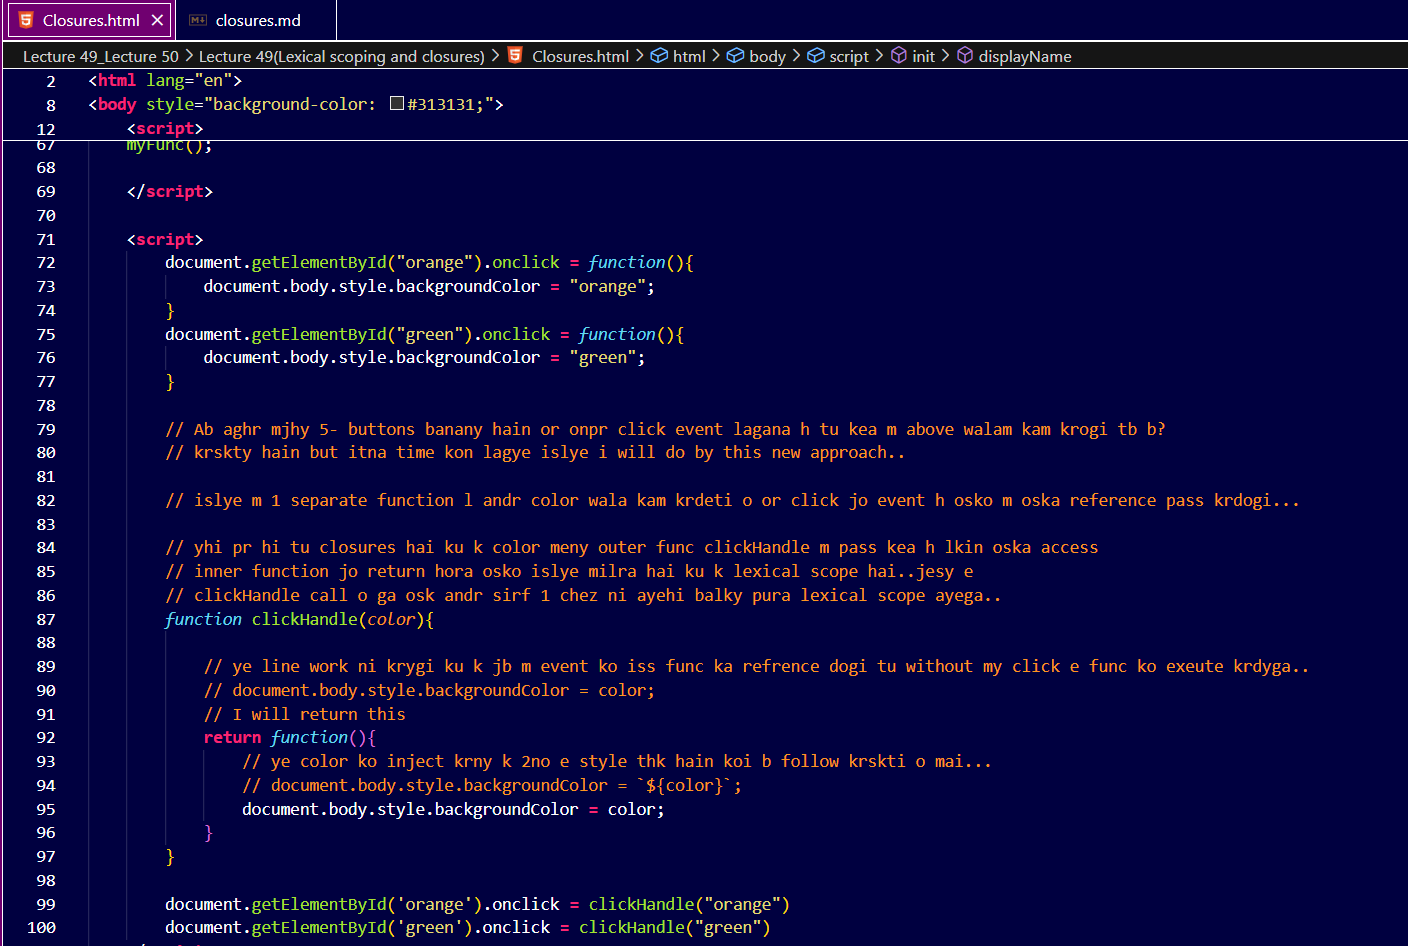 Closures.html
closures.md
Lecture 49_Lecture 50 > Lecture 49(Lexical scoping and closures) > Closures.html > html > body > script > init > displayName
2 <html lang="en">
8 <body style="background-color: #313131;">
12 <script>
67 myFunc();
68
69 </script>
70
71 <script>
72 document.getElementById("orange").onclick = function(){
73 document.body.style.backgroundColor = "orange";
74 }
75 document.getElementById("green").onclick = function(){
76 document.body.style.backgroundColor = "green";
77 }
78
79 // Ab aghr mjhy 5- buttons banany hain or onpr click event lagana h tu kea m above walam kam krogi tb b?
80 // krskty hain but itna time kon lagye islye i will do by this new approach..
81
82 // islye m 1 separate function l andr color wala kam krdeti o or click jo event h osko m oska reference pass krdogi...
83
84 // yhi pr hi tu closures hai ku k color meny outer func clickHandle m pass kea h lkin oska access
85 // inner function jo return hora osko islye milra hai ku k lexical scope hai..jesy e
86 // clickHandle call o ga osk andr sirf 1 chez ni ayehi balky pura lexical scope ayega..
87 function clickHandle(color){
88
89 // ye line work ni krygi ku k jb m event ko iss func ka refrence dogi tu without my click e func ko exeute krdyga..
90 // document.body.style.backgroundColor = color;
91 // I will return this
92 return function(){
93 // ye color ko inject krny k 2no e style thk hain koi b follow krskti o mai...
94 // document.body.style.backgroundColor = `${color}`;
95 document.body.style.backgroundColor = color;
96 }
97 }
98
99 document.getElementById('orange').onclick = clickHandle("orange")
100 document.getElementById('green').onclick = clickHandle("green")